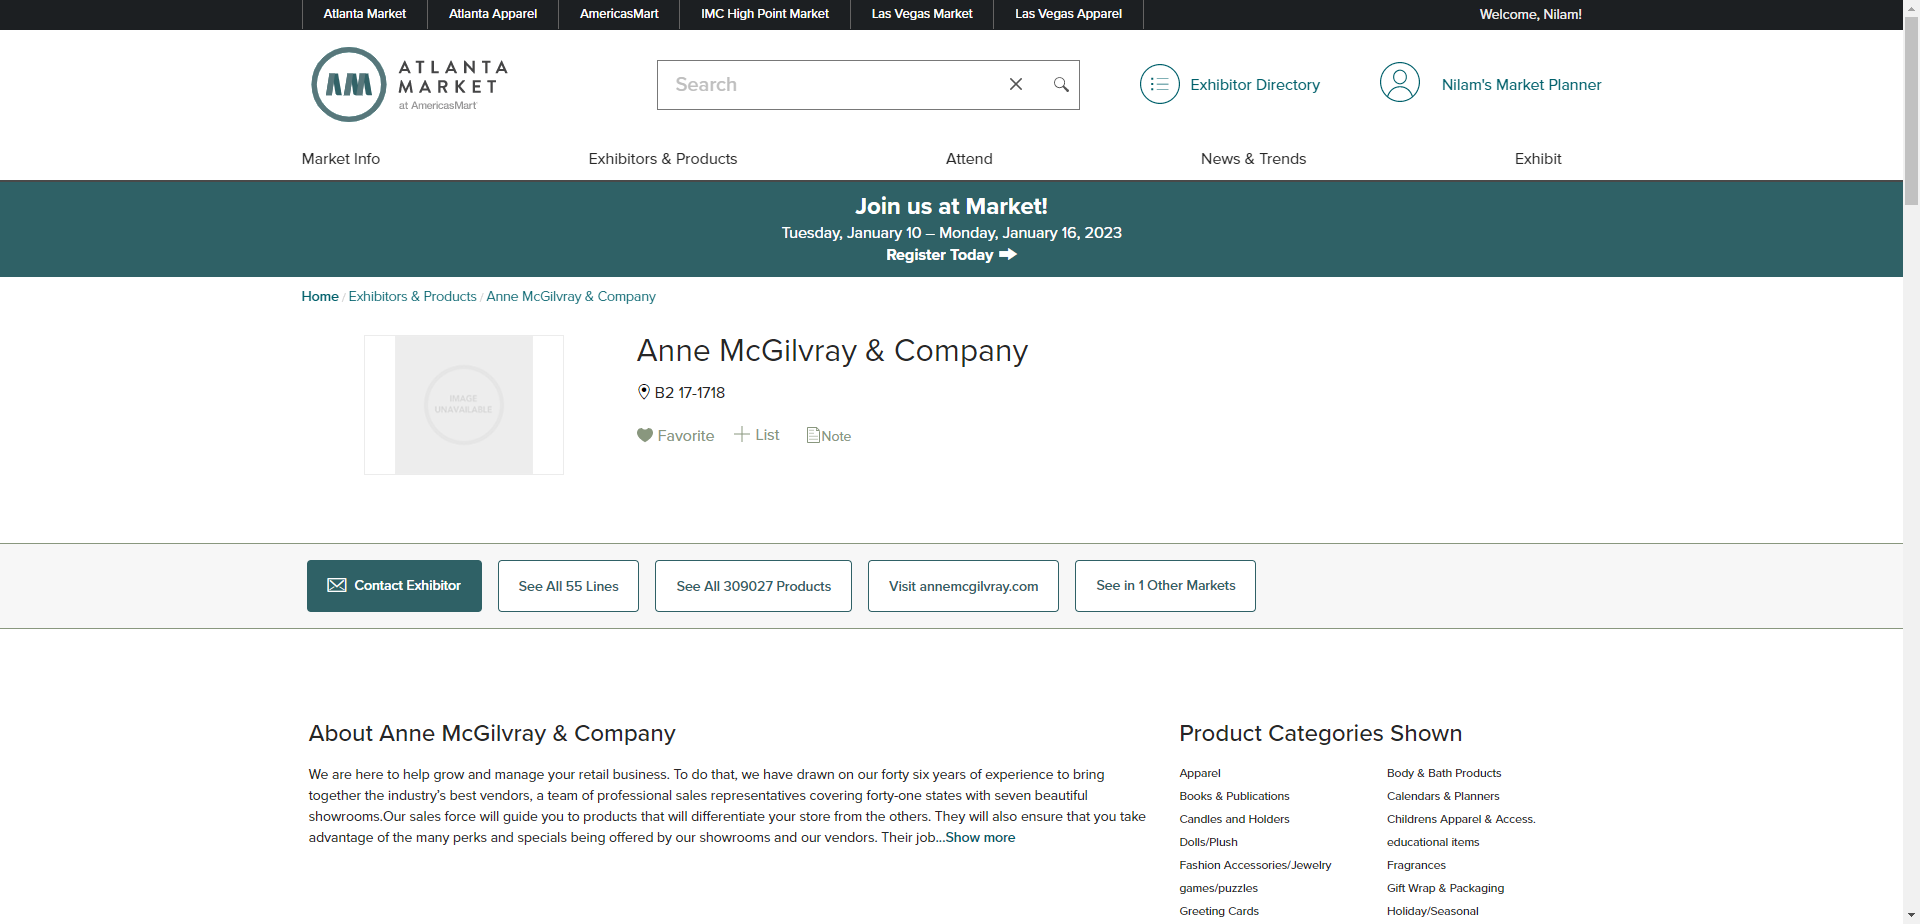 Atlanta Market
Atlanta Apparel
AmericasMart
IMC High Point Market
Las Vegas Market
Las Vegas Apparel
Welcome, Nilam!
AM
ATLANTA
MARKET
at AmericasMart
Search
Exhibitor Directory
Nilam's Market Planner
Market Info
Exhibitors & Products
Attend
News & Trends
Exhibit
Join us at Market!
Tuesday, January 10 – Monday, January 16, 2023
Register Today
Home / Exhibitors & Products / Anne McGilvray & Company
IMAGE
UNAVAILABLE
Anne McGilvray & Company
B2 17-1718
Favorite
List
Note
Contact Exhibitor
See All 55 Lines
See All 309027 Products
Visit annemcgilvray.com
See in 1 Other Markets
About Anne McGilvray & Company
We are here to help grow and manage your retail business. To do that, we have drawn on our forty six years of experience to bring
together the industry's best vendors, a team of professional sales representatives covering forty-one states with seven beautiful
showrooms.Our sales force will guide you to products that will differentiate your store from the others. They will also ensure that you take
advantage of the many perks and specials being offered by our showrooms and our vendors. Their job...Show more
Product Categories Shown
Apparel
Books & Publications
Candles and Holders
Dolls/Plush
Fashion Accessories/Jewelry
games/puzzles
Greeting Cards
Body & Bath Products
Calendars & Planners
Childrens Apparel & Access.
educational items
Fragrances
Gift Wrap & Packaging
Holiday/Seasonal